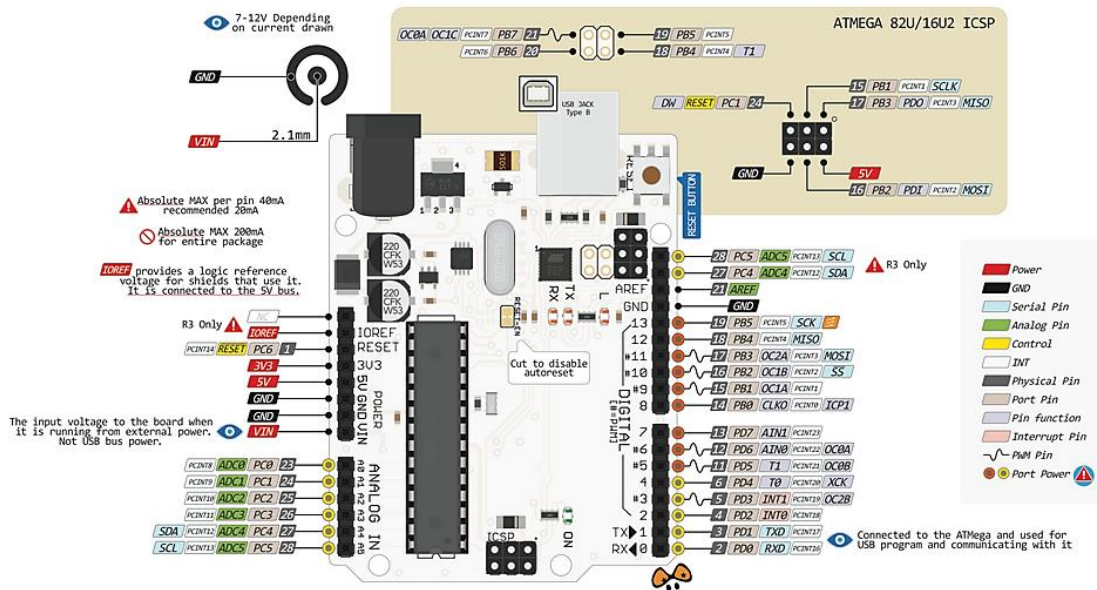 7-12V Depending
on current drawn
GND
VIN
2.1mm
ATMEGA 82U/16U2 ICSP
OC0A OC1C PCINT7 PB7 21
PCINT6 PB6 20
19 PB5 PCINT5
18 PB4 PCINT4 T1
DW RESET PC1 24
15 PB1 PCINT1 SCLK
17 PB3 PDO PCINT3 MISO
GND
5V
16 PB2 PDI PCINT2 MOSI
USB JACK
Type B
RESET
RESET BUTTON
Absolute MAX per pin 40mA
recommended 20mA
Absolute MAX 200mA
for entire package
IOREF provides a logic reference
voltage for shields that use it.
It is connected to the 5V bus.
1 2 3
220
CFK
W53
220
CFK
W53
RESET-EN
Cut to disable
autoreset
TX
RX
L
1
NC
R3 Only
IOREF
PCINT14 RESET PC6 1
3V3
5V
GND
GND
VIN
IOREF
RESET
3V3
5V
GND
VIN
POWER
The input voltage to the board when
it is running from external power.
Not USB bus power.
PCINT8 ADC0 PC0 23
PCINT9 ADC1 PC1 24
PCINT10 ADC2 PC2 25
PCINT11 ADC3 PC3 26
SDA PCINT12 ADC4 PC4 27
SCL PCINT13 ADC5 PC5 28
A0
A1
A2
A3
A4
A5
ANALOG IN
ICSP
ON
AREF
GND
13
12
#11
#10
#9
8
7
#6
#5
4
#3
2
TX 1
RX 0
DIGITAL
[#=PWM]
28 PC5 ADC5 PCINT13 SCL
27 PC4 ADC4 PCINT12 SDA
R3 Only
21 AREF
GND
19 PB5 PCINT5 SCK
18 PB4 PCINT4 MISO
17 PB3 OC2A PCINT3 MOSI
16 PB2 OC1B PCINT2 SS
15 PB1 OC1A PCINT1
14 PB0 CLKO PCINT0 ICP1
13 PD7 AIN1 PCINT23
12 PD6 AIN0 PCINT22 OC0A
11 PD5 T1 PCINT21 OC0B
6 PD4 T0 PCINT20 XCK
5 PD3 INT1 PCINT19 OC2B
4 PD2 INT0 PCINT18
3 PD1 TXD PCINT17
2 PD0 RXD PCINT16
Connected to the ATMega and used for
USB program and communicating with it
Power
GND
Serial Pin
Analog Pin
Control
INT
Physical Pin
Port Pin
Pin function
Interrupt Pin
PWM Pin
Port Power